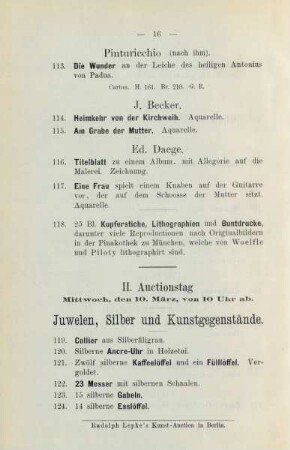 — 16 —
Pinturicchio (nach ihm).
113. Die Wunder an der Leiche des heiligen Antonius
von Padua.
Carton. H. 161. Br. 210. G. R.
J. Becker.
114. Heimkehr von der Kirchweih. Aquarelle.
115. Am Grabe der Mutter. Aquarelle.
Ed. Daege.
116. Titelblatt zu einem Album, mit Allegorie auf die
Malerei. Zeichnung.
117. Eine Frau spielt einem Knaben auf der Guitarre
vor, der auf dem Schoosse der Mutter sitzt.
Aquarelle.
118. 25 Bl. Kupferstiche, Lithographien und Buntdrucke,
darunter viele Reproductionen nach Originalbildern
in der Pinakothek zu München, welche von Woelfle
und Piloty lithographirt sind.
II. Auctionstag
Mittwoch, den 10. März, von 10 Uhr ab.
Juwelen, Silber und Kunstgegenstände.
119. Collier aus Silberfiligran.
120. Silberne Ancre-Uhr in Holzetui.
121. Zwölf silberne Kaffeelöffel und ein Fülllöffel. Ver-
goldet.
122. 23 Messer mit silbernen Schaalen.
123. 15 silberne Gabeln.
124. 14 silberne Esslöffel.
Rudolph Lepke's Kunst-Auction in Berlin.